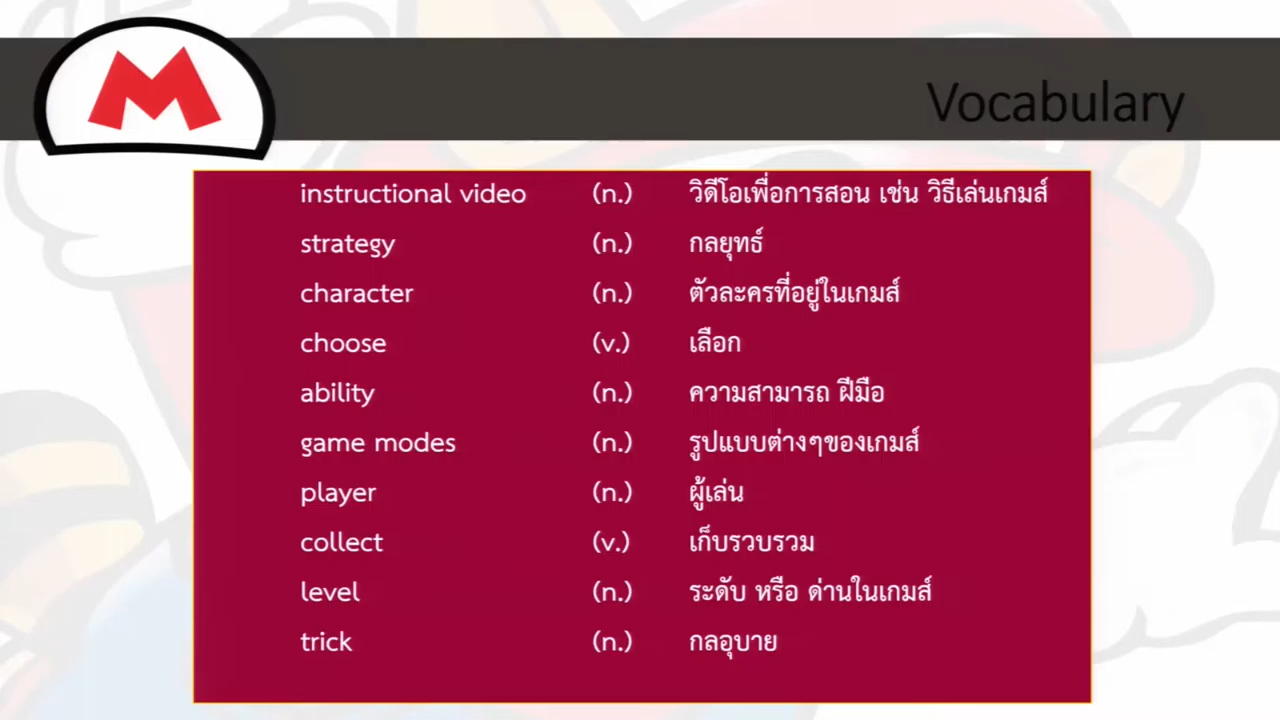 M
Vocabulary
instructional video (n.) วิดีโอเพื่อการสอน เช่น วิธีเล่นเกมส์
strategy (n.) กลยุทธ์
character (n.) ตัวละครที่อยู่ในเกมส์
choose (v.) เลือก
ability (n.) ความสามารถ ฝีมือ
game modes (n.) รูปแบบต่างๆของเกมส์
player (n.) ผู้เล่น
collect (v.) เก็บรวบรวม
level (n.) ระดับ หรือ ด่านในเกมส์
trick (n.) กลอุบาย